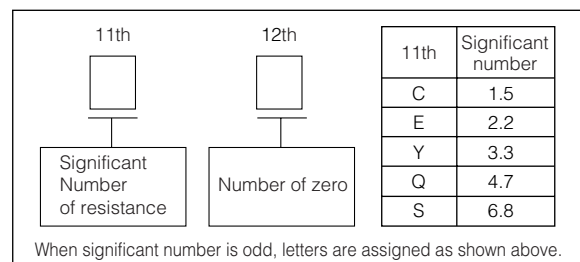 11th
12th
Significant
Number
of resistance
Number of zero
11th Significant
number
C 1.5
E 2.2
Y 3.3
Q 4.7
S 6.8
When significant number is odd, letters are assigned as shown above.